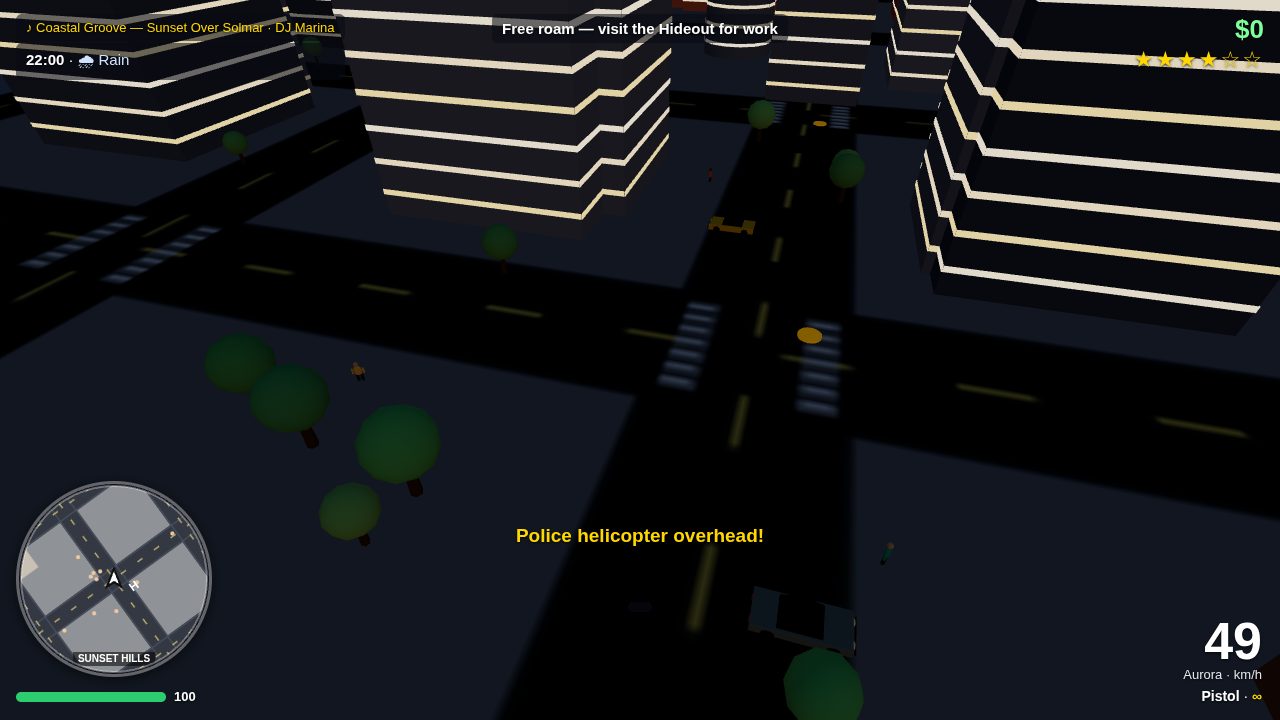 ♪ Coastal Groove — Sunset Over Solmar · DJ Marina
Free roam — visit the Hideout for work
$0
22:00 · 🌧 Rain
★★★★☆☆
Police helicopter overhead!
SUNSET HILLS
100
49
Aurora · km/h
Pistol · ∞